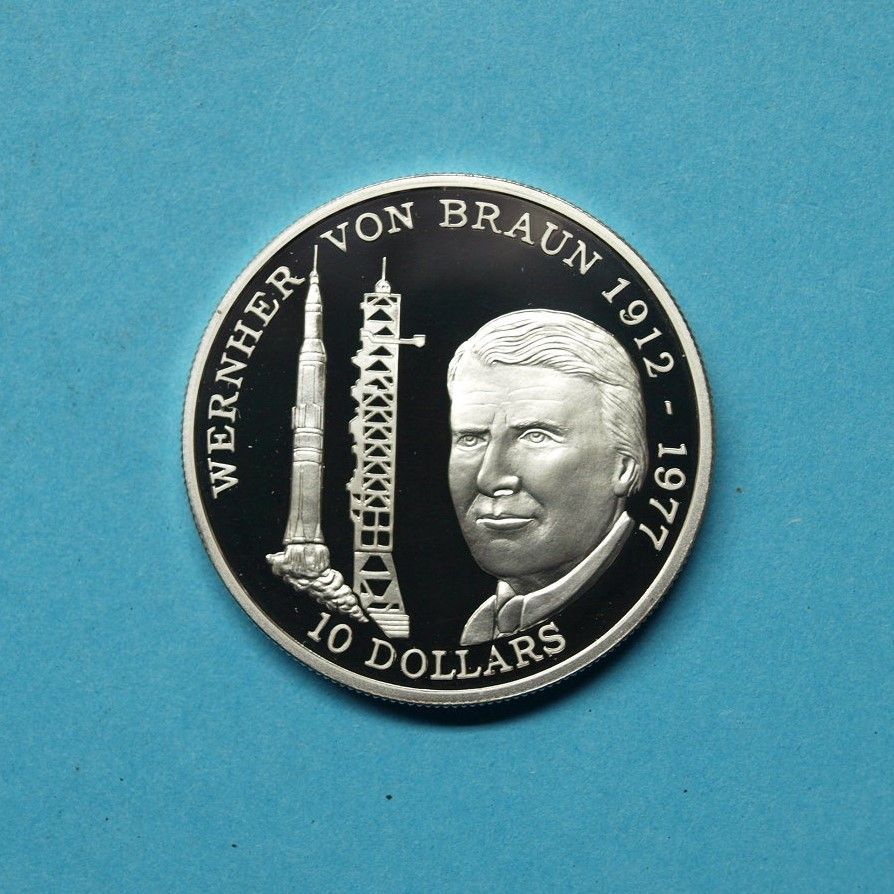 WERNHER VON BRAUN 1912 - 1977
10 DOLLARS